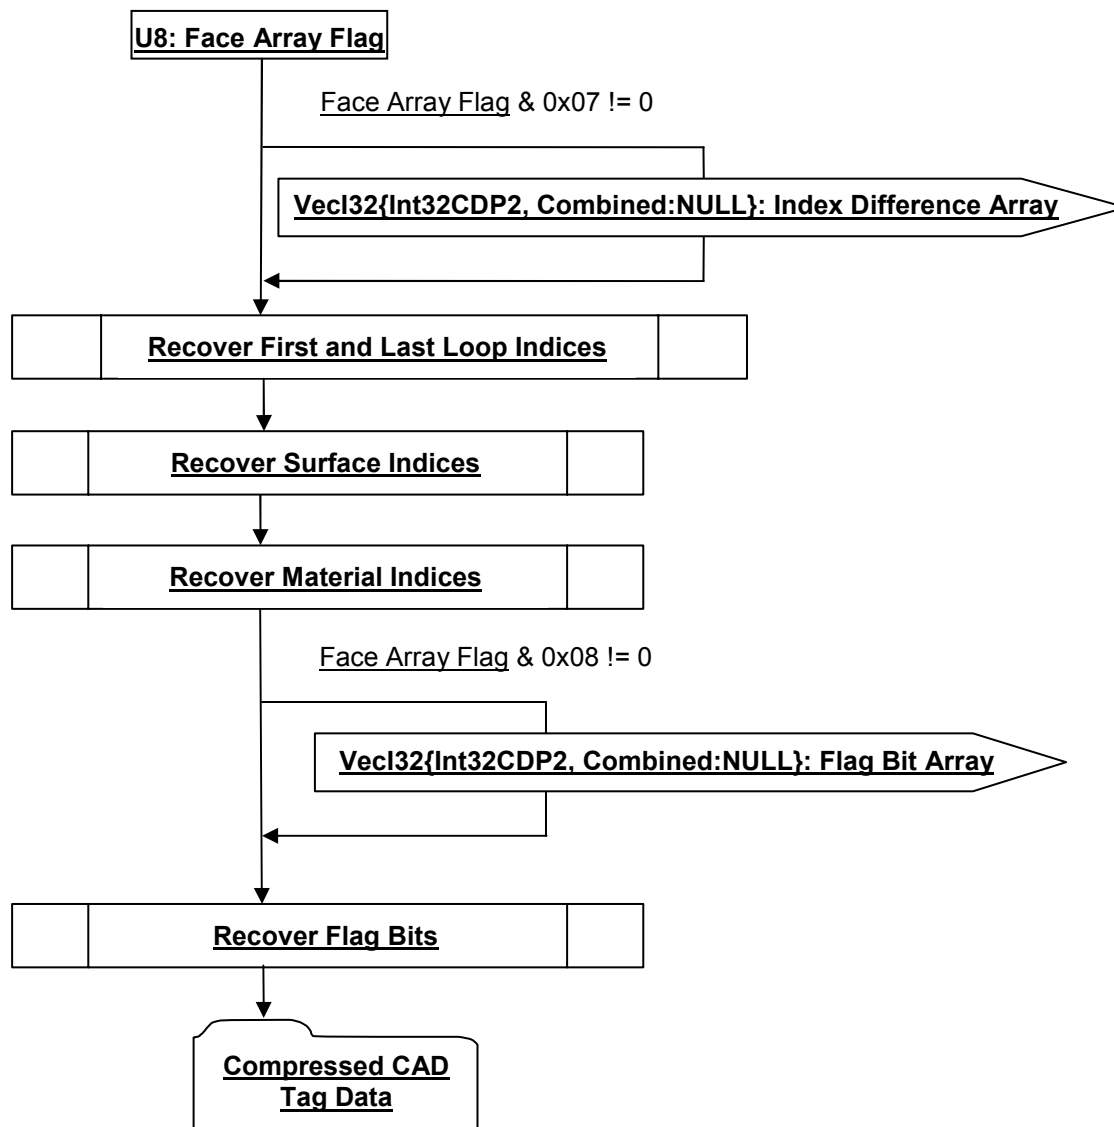 U8: Face Array Flag
Face Array Flag & 0x07 != 0
VecI32{Int32CDP2, Combined:NULL}: Index Difference Array
Recover First and Last Loop Indices
Recover Surface Indices
Recover Material Indices
Face Array Flag & 0x08 != 0
VecI32{Int32CDP2, Combined:NULL}: Flag Bit Array
Recover Flag Bits
Compressed CAD
Tag Data